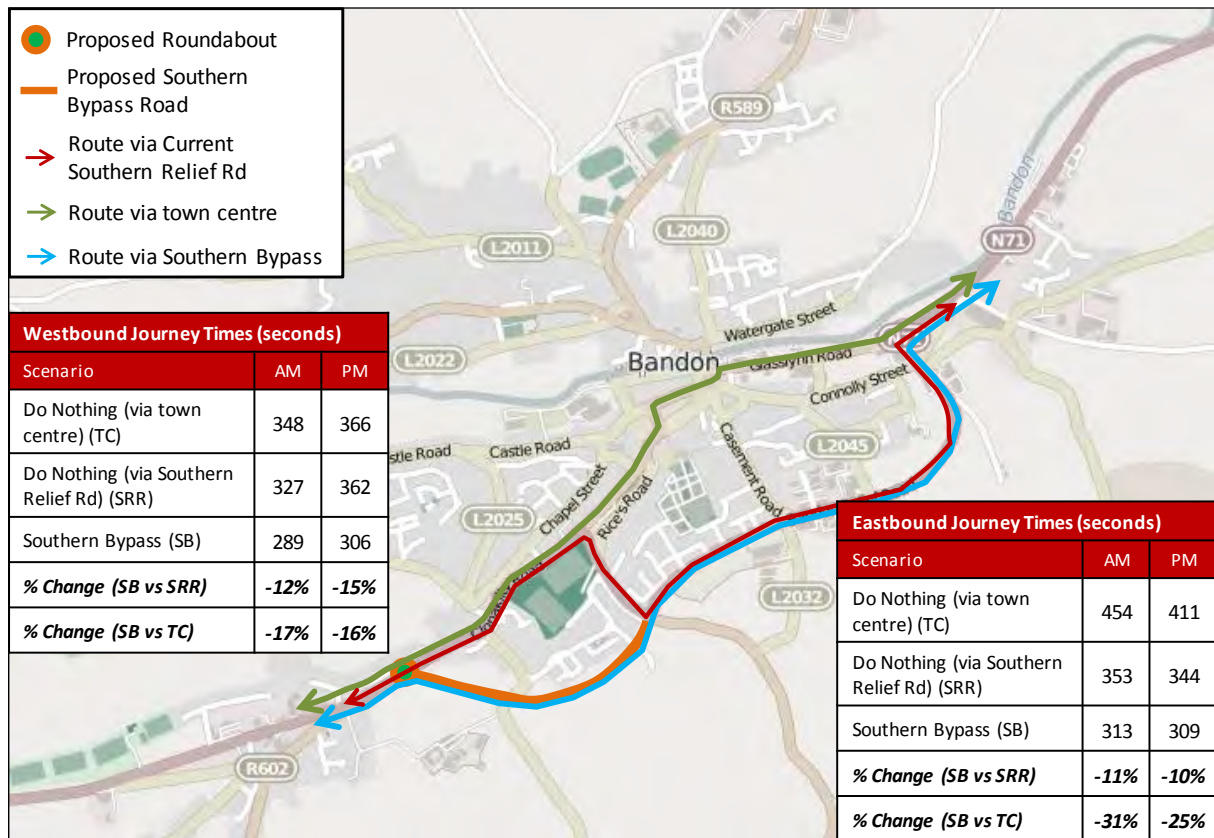 Proposed Roundabout
Proposed Southern
Bypass Road
Route via Current
Southern Relief Rd
Route via town centre
Route via Southern Bypass
R589
Bandon
L2040
L2011
N71
Watergate Street
L2022
Bandon
Glasslynn Road
Connolly Street
Castle Road
Castle Road
Casement Road
L2045
Chapel Street
Rice's Road
L2025
L2032
R602
Westbound Journey Times (seconds)
Scenario AM PM
Do Nothing (via town
centre) (TC) 348 366
Do Nothing (via Southern
Relief Rd) (SRR) 327 362
Southern Bypass (SB) 289 306
% Change (SB vs SRR) -12% -15%
% Change (SB vs TC) -17% -16%
Eastbound Journey Times (seconds)
Scenario AM PM
Do Nothing (via town
centre) (TC) 454 411
Do Nothing (via Southern
Relief Rd) (SRR) 353 344
Southern Bypass (SB) 313 309
% Change (SB vs SRR) -11% -10%
% Change (SB vs TC) -31% -25%